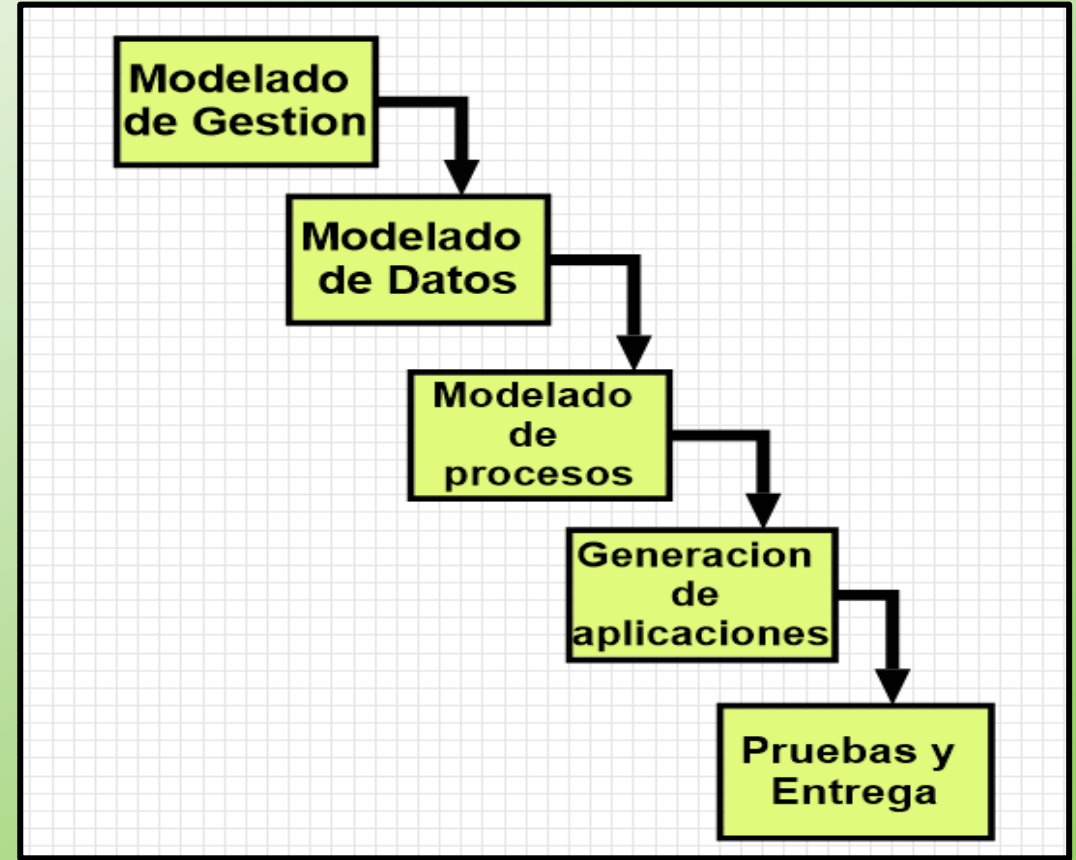 Modelado
de Gestion
Modelado
de Datos
Modelado
de
procesos
Generacion
de
aplicaciones
Pruebas y
Entrega